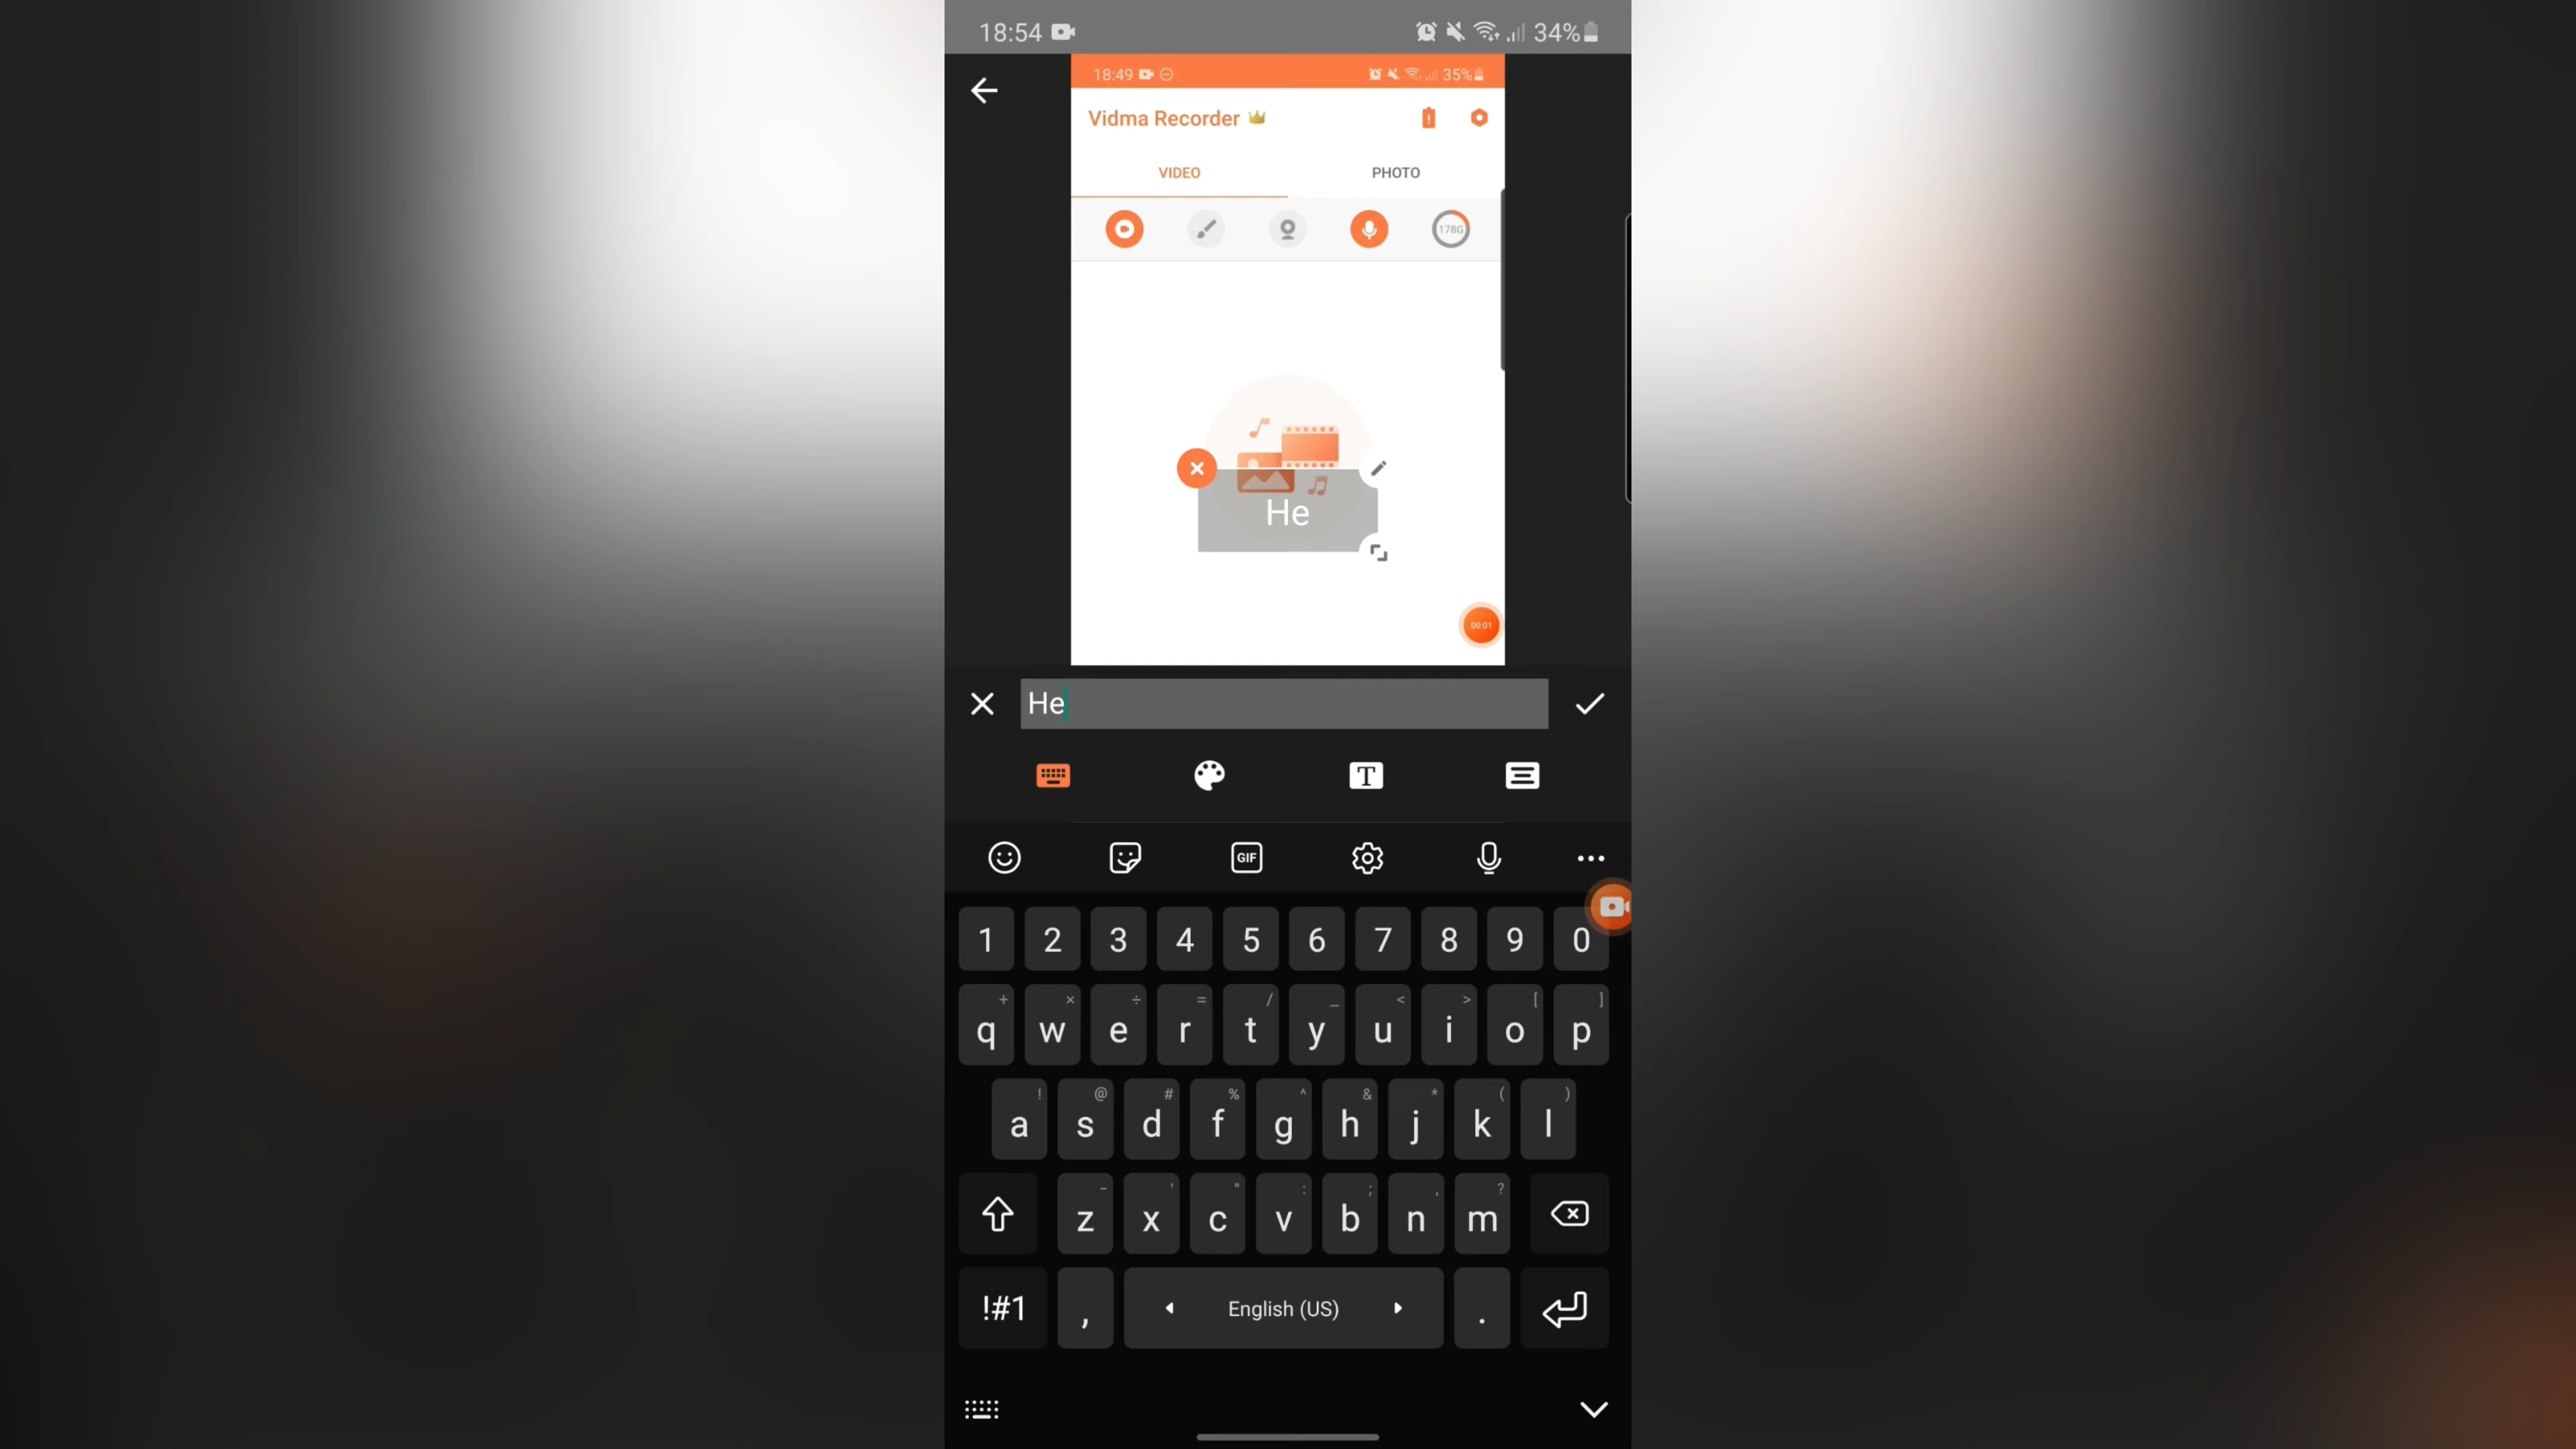 18:54 34%
18:49 35%
Vidma Recorder
VIDEO PHOTO
178G
He
00:01
He
T
GIF
1 2 3 4 5 6 7 8 9 0
+ × ÷ = / _ < > [ ]
q w e r t y u i o p
! @ # % ^ & * ( )
a s d f g h j k l
- ' " : ; , ?
z x c v b n m
!#1 , English (US) .